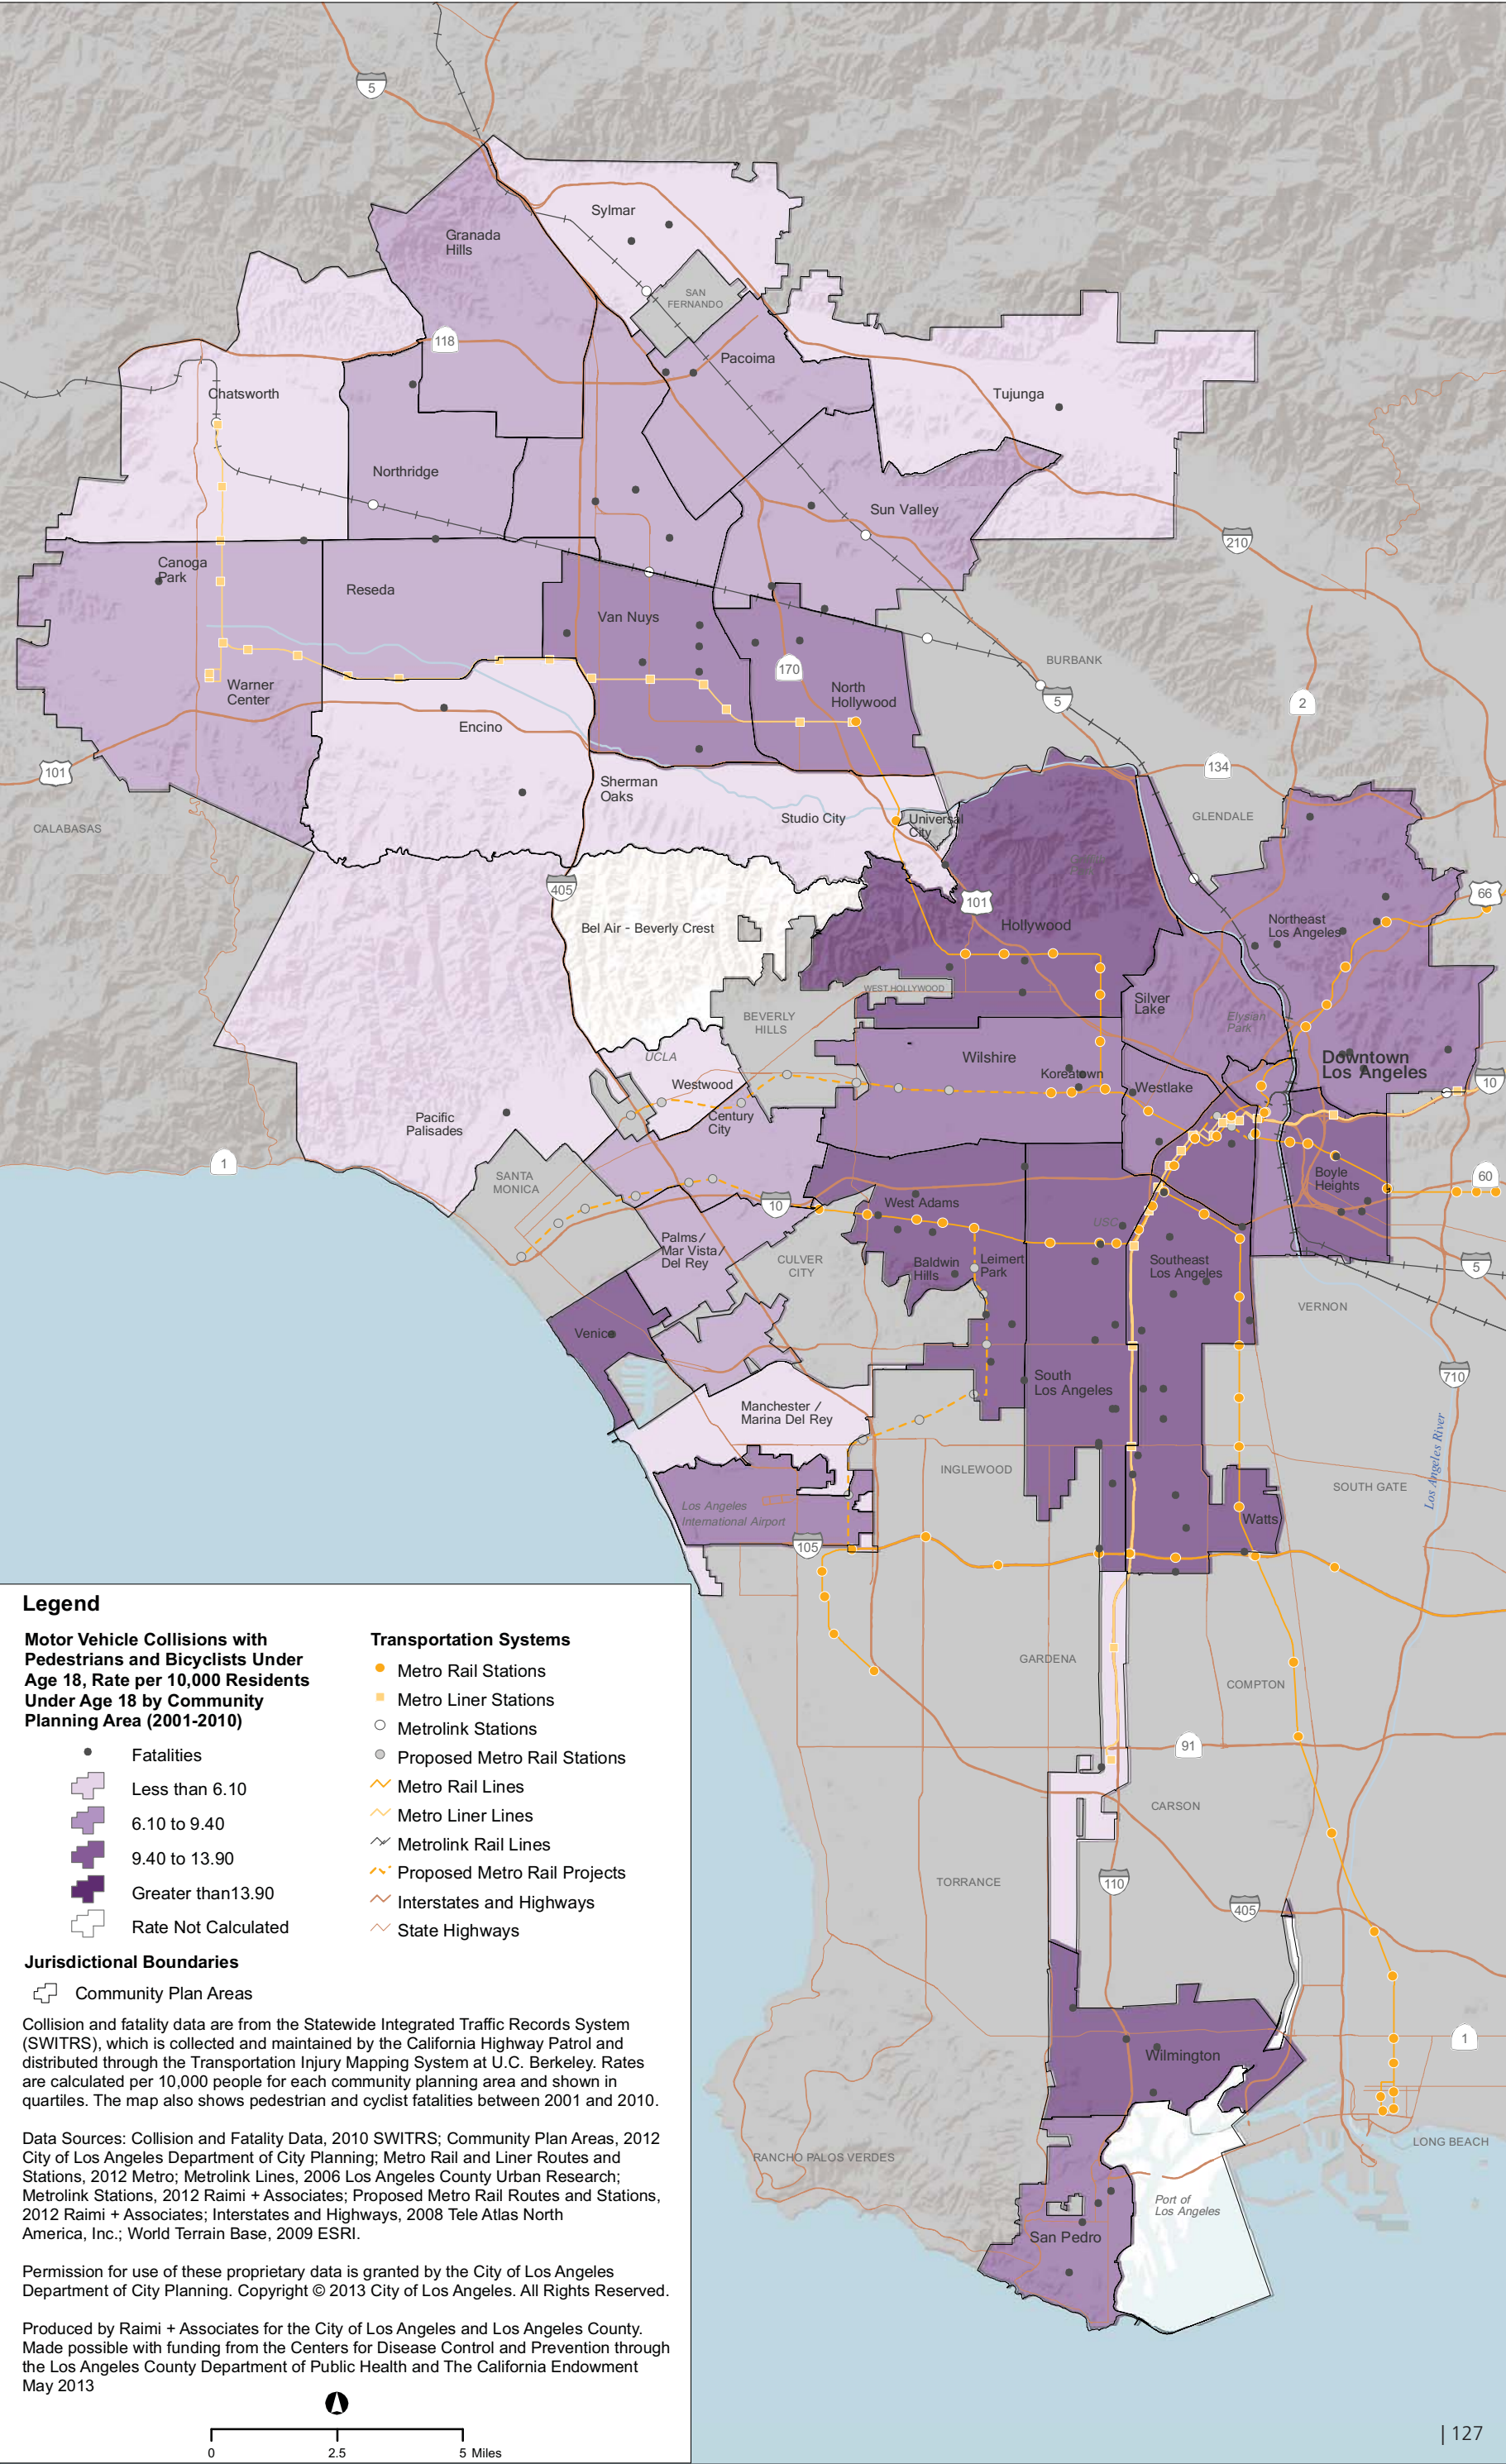 5
Sylmar
Granada
Hills
SAN
FERNANDO
118
Pacoima
Chatsworth
Tujunga
Northridge
Sun Valley
210
Canoga
Park
Reseda
Van Nuys
BURBANK
170
Warner
Center
North
Hollywood
5
2
Encino
101
134
Sherman
Oaks
CALABASAS
Studio City
Universal
City
GLENDALE
405
101
66
Bel Air - Beverly Crest
Hollywood
Northeast
Los Angeles
WEST HOLLYWOOD
Silver
Lake
BEVERLY
HILLS
Elysian
Park
UCLA
Wilshire
Downtown
Los Angeles
Koreatown
Westwood
Westlake
10
Century
City
Pacific
Palisades
1
SANTA
MONICA
Boyle
Heights
60
10
West Adams
USC
Palms/
Mar Vista/
Del Rey
CULVER
CITY
Baldwin
Hills
Leimert
Park
Southeast
Los Angeles
5
VERNON
Venice
South
Los Angeles
710
Manchester /
Marina Del Rey
Los Angeles River
INGLEWOOD
SOUTH GATE
Los Angeles
International Airport
Watts
105
GARDENA
COMPTON
91
CARSON
TORRANCE
110
405
1
Wilmington
LONG BEACH
RANCHO PALOS VERDES
Port of
Los Angeles
San Pedro
Legend
Motor Vehicle Collisions with
Pedestrians and Bicyclists Under
Age 18, Rate per 10,000 Residents
Under Age 18 by Community
Planning Area (2001-2010)
Fatalities
Less than 6.10
6.10 to 9.40
9.40 to 13.90
Greater than13.90
Rate Not Calculated
Jurisdictional Boundaries
Community Plan Areas
Transportation Systems
Metro Rail Stations
Metro Liner Stations
Metrolink Stations
Proposed Metro Rail Stations
Metro Rail Lines
Metro Liner Lines
Metrolink Rail Lines
Proposed Metro Rail Projects
Interstates and Highways
State Highways
Collision and fatality data are from the Statewide Integrated Traffic Records System
(SWITRS), which is collected and maintained by the California Highway Patrol and
distributed through the Transportation Injury Mapping System at U.C. Berkeley. Rates
are calculated per 10,000 people for each community planning area and shown in
quartiles. The map also shows pedestrian and cyclist fatalities between 2001 and 2010.
Data Sources: Collision and Fatality Data, 2010 SWITRS; Community Plan Areas, 2012
City of Los Angeles Department of City Planning; Metro Rail and Liner Routes and
Stations, 2012 Metro; Metrolink Lines, 2006 Los Angeles County Urban Research;
Metrolink Stations, 2012 Raimi + Associates; Proposed Metro Rail Routes and Stations,
2012 Raimi + Associates; Interstates and Highways, 2008 Tele Atlas North
America, Inc.; World Terrain Base, 2009 ESRI.
Permission for use of these proprietary data is granted by the City of Los Angeles
Department of City Planning. Copyright © 2013 City of Los Angeles. All Rights Reserved.
Produced by Raimi + Associates for the City of Los Angeles and Los Angeles County.
Made possible with funding from the Centers for Disease Control and Prevention through
the Los Angeles County Department of Public Health and The California Endowment
May 2013
0 2.5 5 Miles
| 127